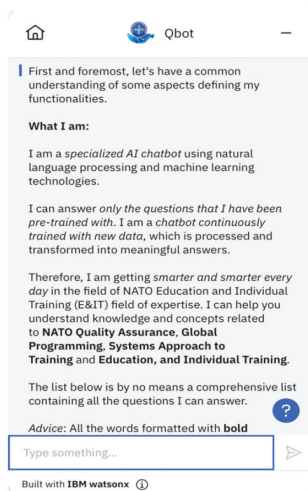 Qbot
First and foremost, let's have a common
understanding of some aspects defining my
functionalities.
What I am:
I am a specialized AI chatbot using natural
language processing and machine learning
technologies.
I can answer only the questions that I have been
pre-trained with. I am a chatbot continuously
trained with new data, which is processed and
transformed into meaningful answers.
Therefore, I am getting smarter and smarter every
day in the field of NATO Education and Individual
Training (E&IT) field of expertise. I can help you
understand knowledge and concepts related
to NATO Quality Assurance, Global
Programming, Systems Approach to
Training and Education, and Individual Training.
The list below is by no means a comprehensive list
containing all the questions I can answer.
?
Advice: All the words formatted with bold
Type something...
Built with IBM watsonx i